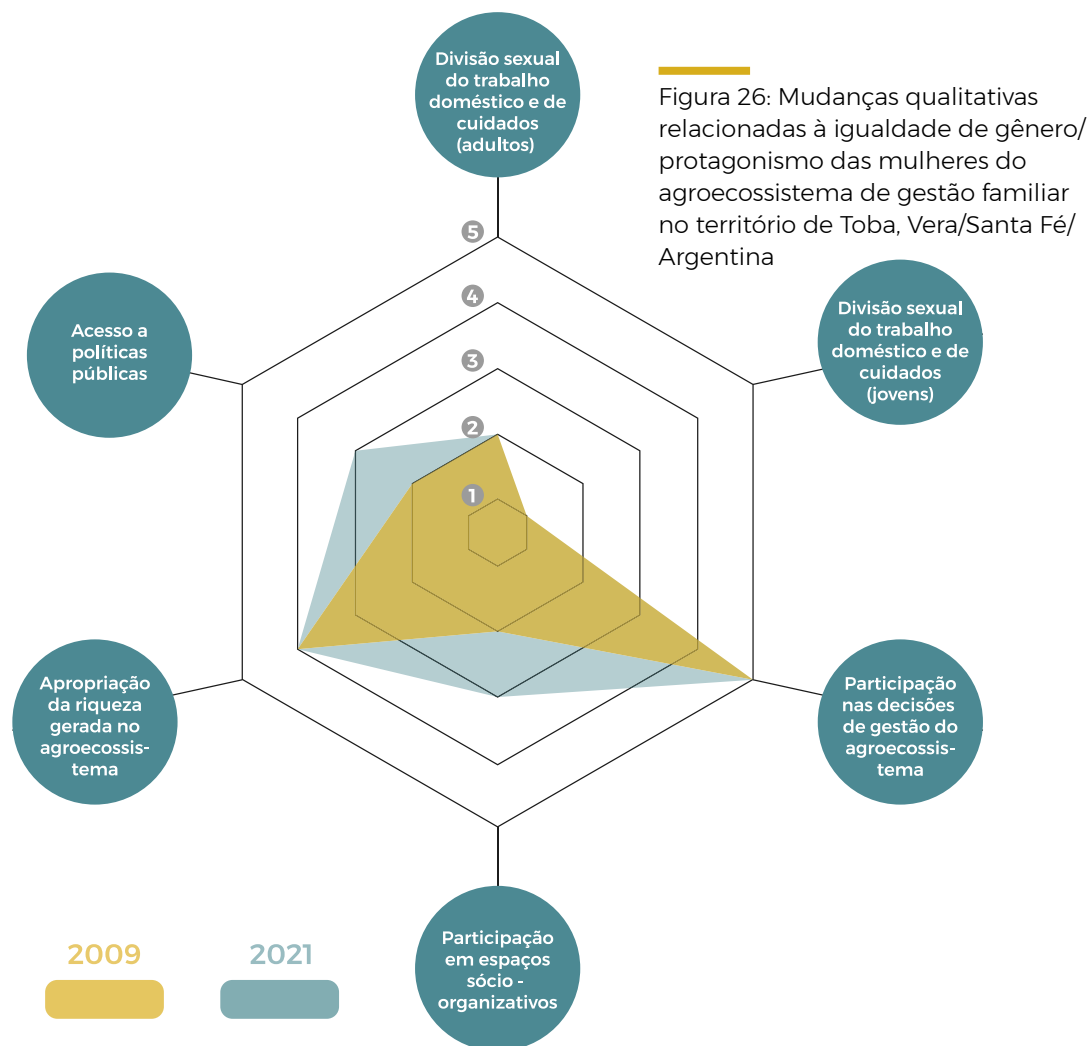 Divisão sexual
do trabalho
doméstico e de
cuidados
(adultos)
Figura 26: Mudanças qualitativas
relacionadas à igualdade de gênero/
protagonismo das mulheres do
agroecossistema de gestão familiar
no território de Toba, Vera/Santa Fé/
Argentina
5
4
3
2
1
Acesso a
políticas
públicas
Divisão sexual
do trabalho
doméstico e de
cuidados
(jovens)
Apropriação
da riqueza
gerada no
agroecossis-
tema
Participação
nas decisões
de gestão do
agroecossis-
tema
Participação
em espaços
sócio -
organizativos
2009
2021